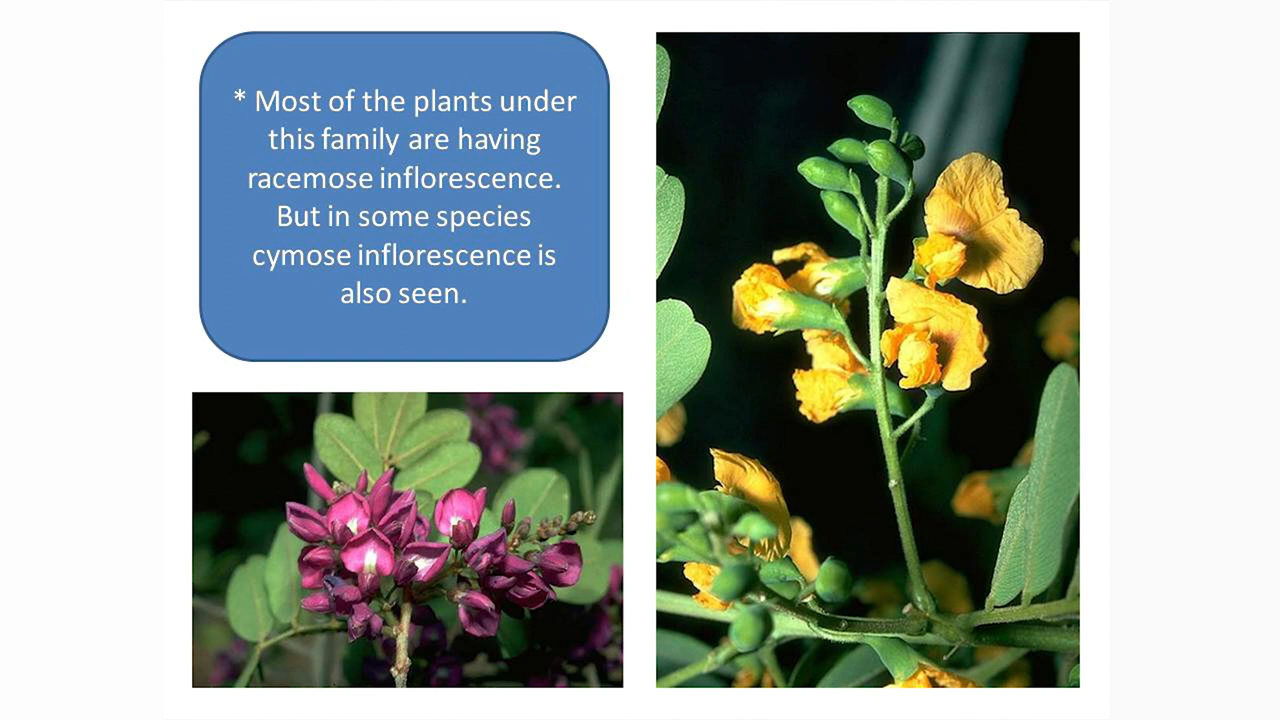 * Most of the plants under
this family are having
racemose inflorescence.
But in some species
cymose inflorescence is
also seen.